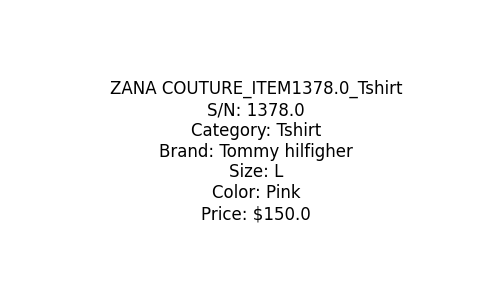 ZANA COUTURE_ITEM1378.0_Tshirt
S/N: 1378.0
Category: Tshirt
Brand: Tommy hilfigher
Size: L
Color: Pink
Price: $150.0